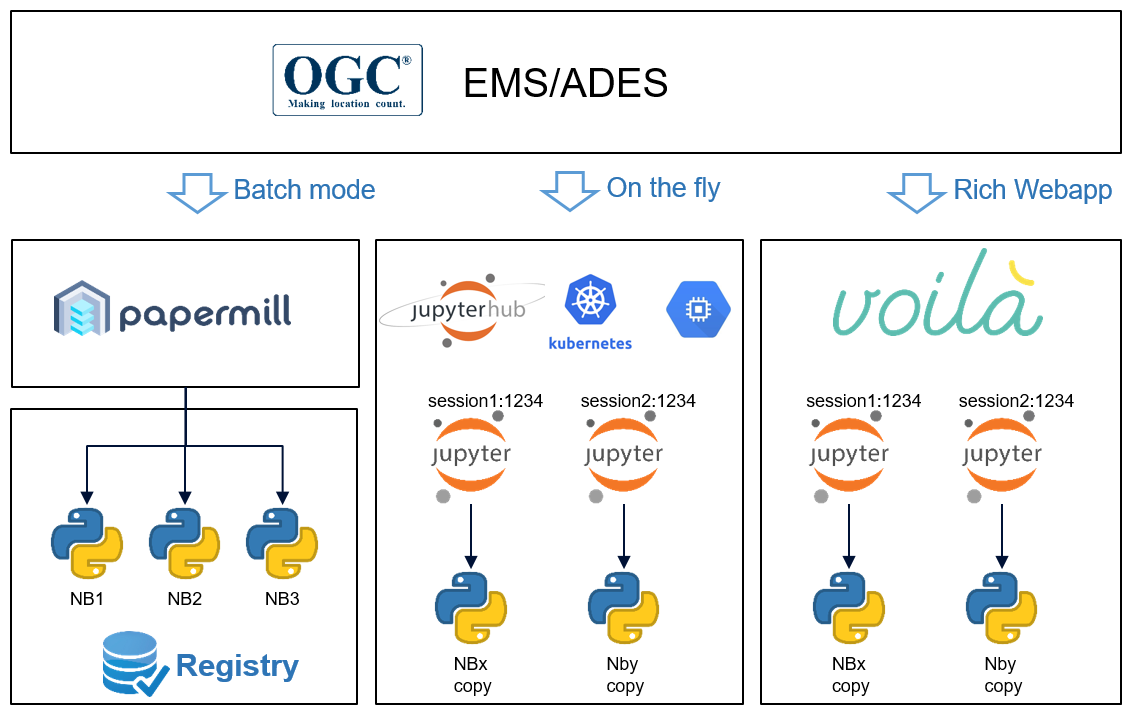 OGC®
Making location count.
EMS/ADES
Batch mode
On the fly
Rich Webapp
papermill
NB1
NB2
NB3
Registry
jupyterhub
kubernetes
session1:1234
session2:1234
jupyter
jupyter
NBx
copy
Nby
copy
voilà
session1:1234
session2:1234
jupyter
jupyter
NBx
copy
Nby
copy